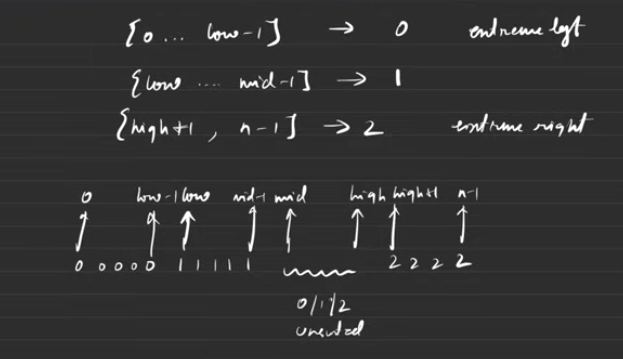 [0 ... low-1] → 0 extreme left
[low .... mid-1] → 1
[high+1, n-1] → 2 extreme right
0 low-1 low mid-1 mid high high+1 n-1
0 0 0 0 0 1 1 1 1 1 2 2 2 2
0/1/2
unsorted